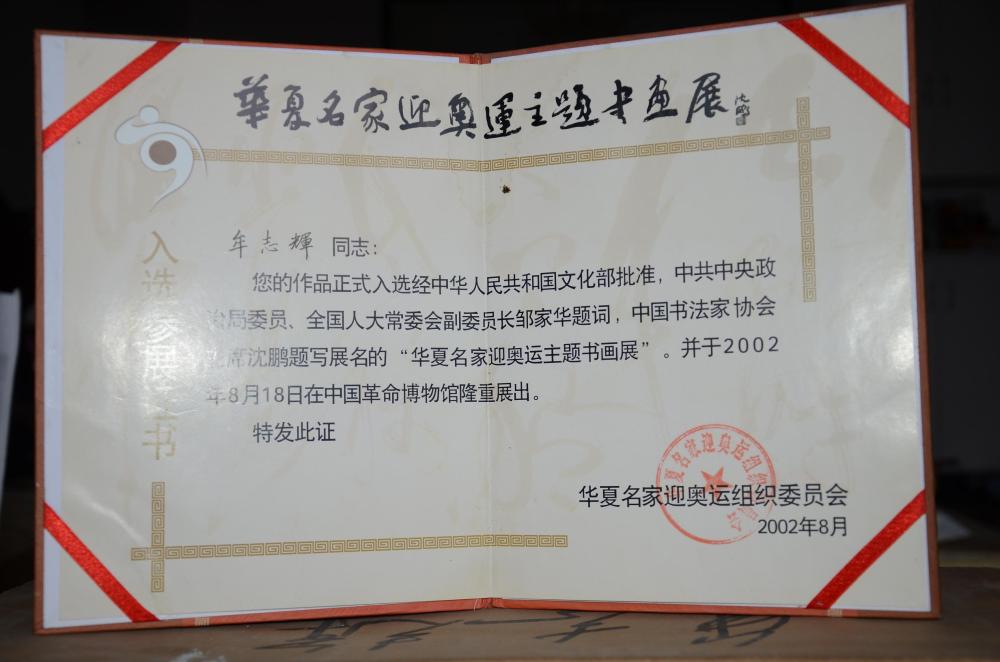 華夏名家迎奥運主题书画展
沈鹏
入选参展证书
牟志輝 同志：
您的作品正式入选经中华人民共和国文化部批准，中共中央政
治局委员、全国人大常委会副委员长邹家华题词，中国书法家协会
主席沈鹏题写展名的“华夏名家迎奥运主题书画展”。并于2002
年8月18日在中国革命博物馆隆重展出。
特发此证
华夏名家迎奥运组织委员会
2002年8月